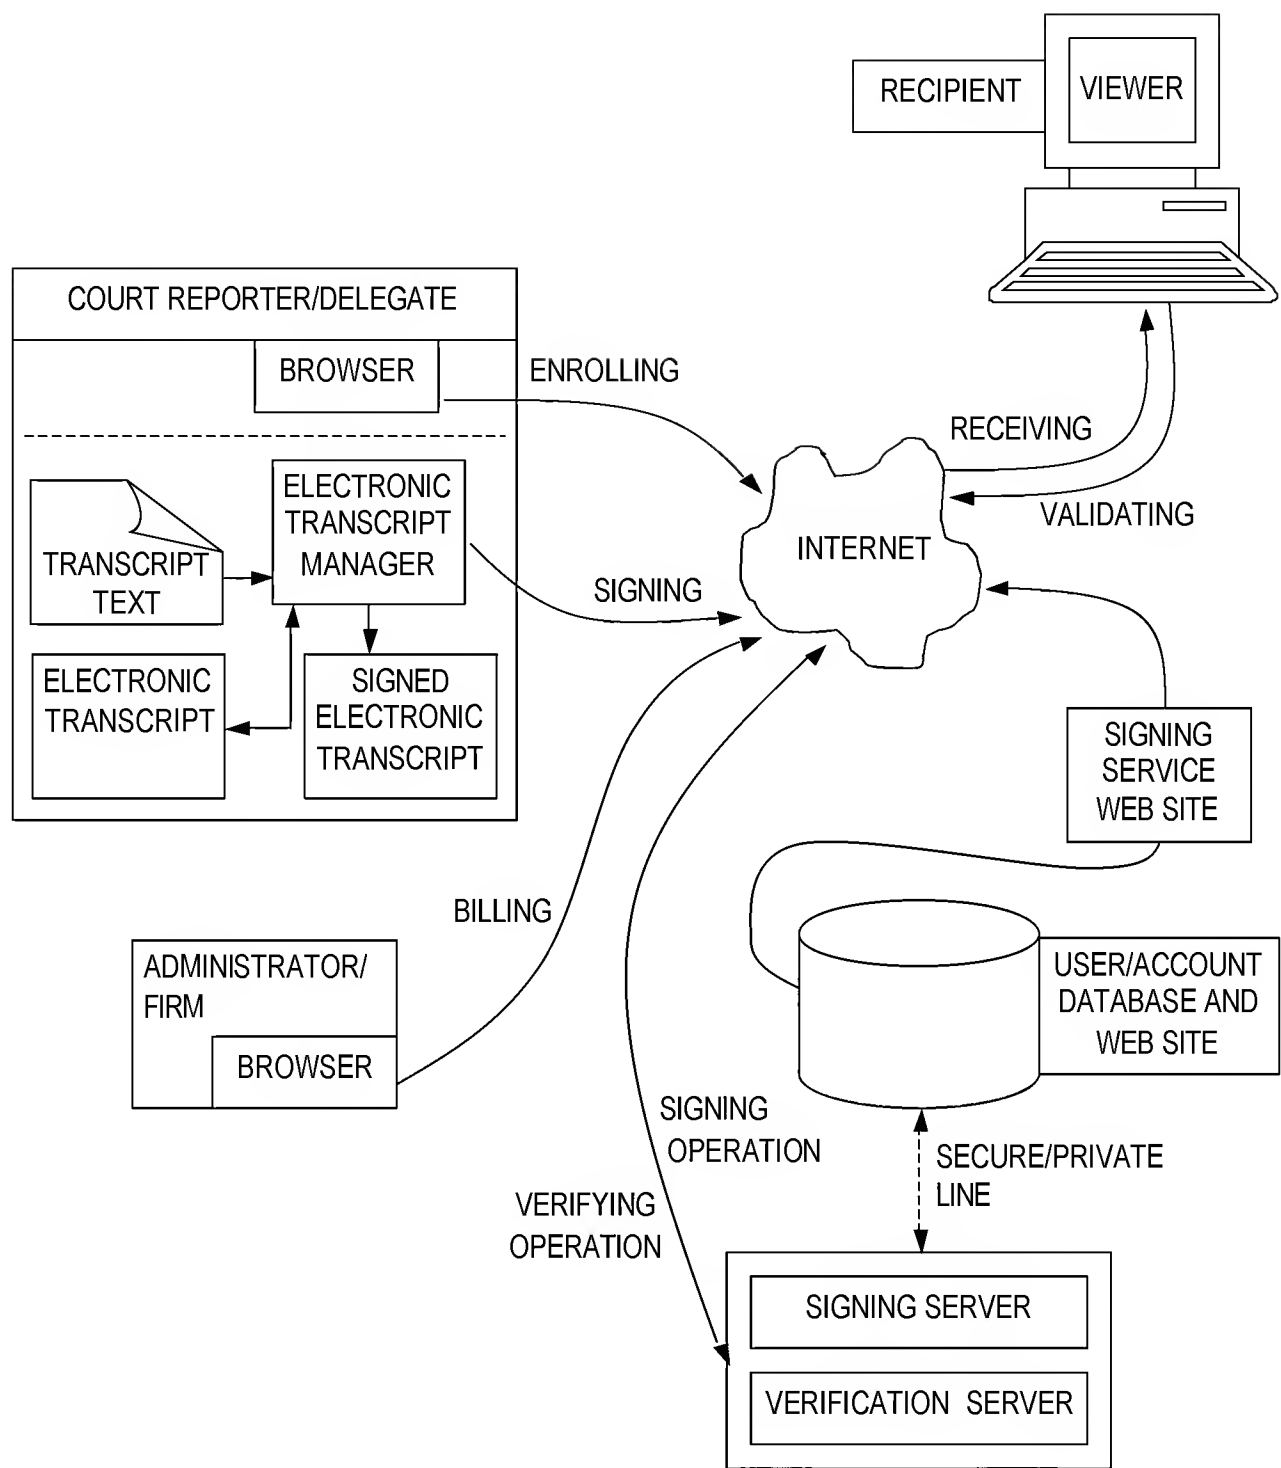 RECIPIENT
VIEWER
COURT REPORTER/DELEGATE
BROWSER
ENROLLING
RECEIVING
VALIDATING
ELECTRONIC
TRANSCRIPT
MANAGER
TRANSCRIPT
TEXT
INTERNET
SIGNING
ELECTRONIC
TRANSCRIPT
SIGNED
ELECTRONIC
TRANSCRIPT
SIGNING
SERVICE
WEB SITE
BILLING
ADMINISTRATOR/
FIRM
BROWSER
USER/ACCOUNT
DATABASE AND
WEB SITE
SIGNING
OPERATION
SECURE/PRIVATE
LINE
VERIFYING
OPERATION
SIGNING SERVER
VERIFICATION SERVER